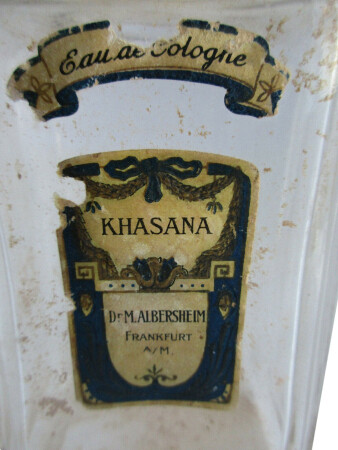 Eau de Cologne
KHASANA
Dr M. ALBERSHEIM
FRANKFURT
A/M.